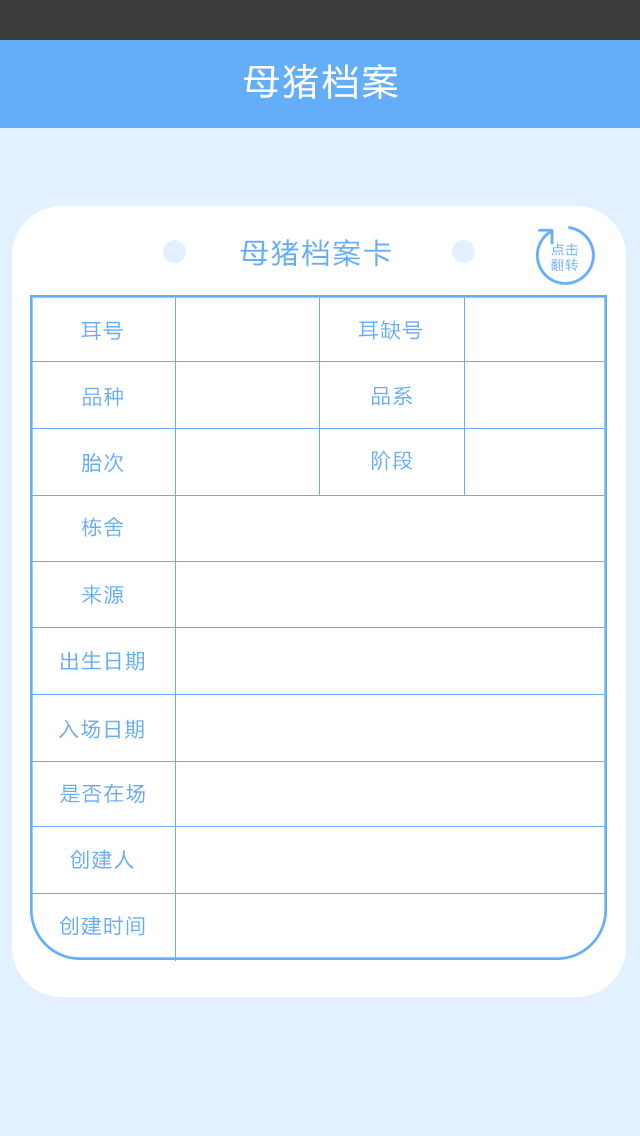 母猪档案
母猪档案卡
点击
翻转
耳号 耳缺号
品种 品系
胎次 阶段
栋舍
来源
出生日期
入场日期
是否在场
创建人
创建时间